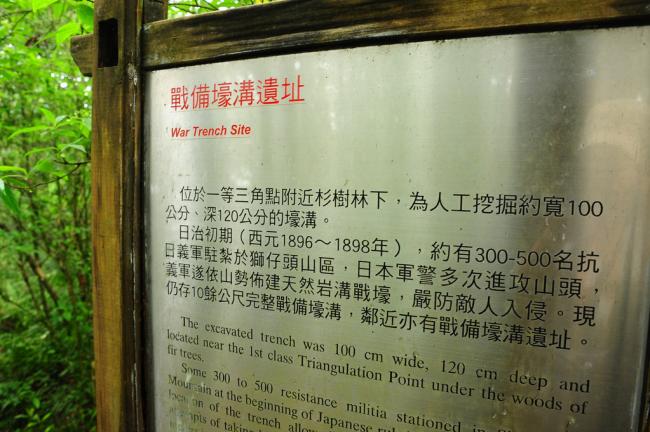 戰備壕溝遺址
War Trench Site
位於一等三角點附近杉樹林下，為人工挖掘約寬100
公分、深120公分的壕溝。
日治初期（西元1896～1898年），約有300-500名抗
日義軍駐紮於獅仔頭山區，日本軍警多次進攻山頭，
義軍遂依山勢佈建天然岩溝戰壕，嚴防敵人入侵。現
仍存10餘公尺完整戰備壕溝，鄰近亦有戰備壕溝遺址。
The excavated trench was 100 cm wide, 120 cm deep and
located near the 1st class Triangulation Point under the woods of
fir trees.
Some 300 to 500 resistance militia stationed in
Mountain at the beginning of Japanese
location of the trench
of